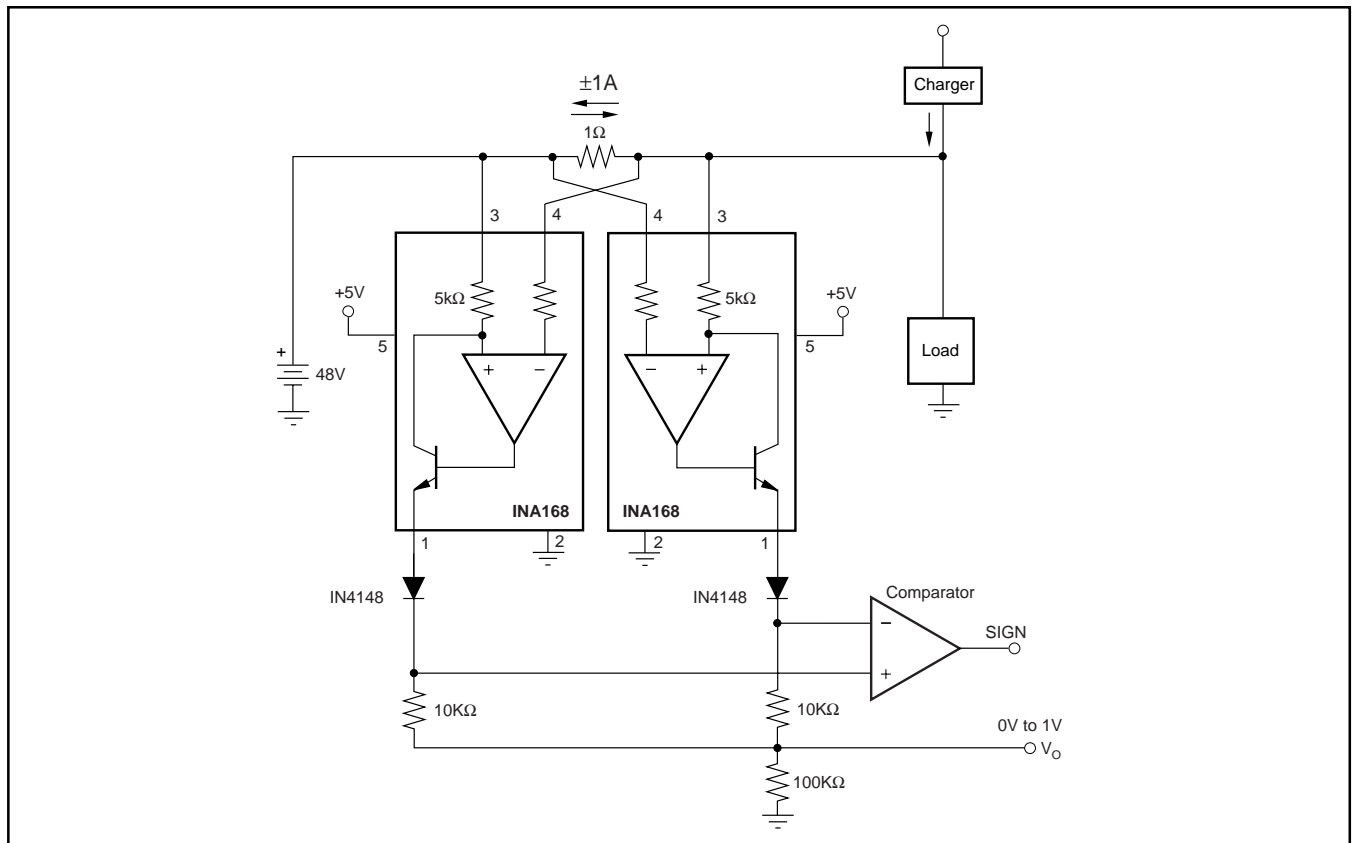 Charger
±1A
1Ω
3
4
4
3
+5V
5kΩ
5kΩ
+5V
5
5
Load
+
48V
+
−
−
+
INA168
INA168
1
2
2
1
IN4148
IN4148
Comparator
−
SIGN
+
10KΩ
10KΩ
0V to 1V
V_O
100KΩ